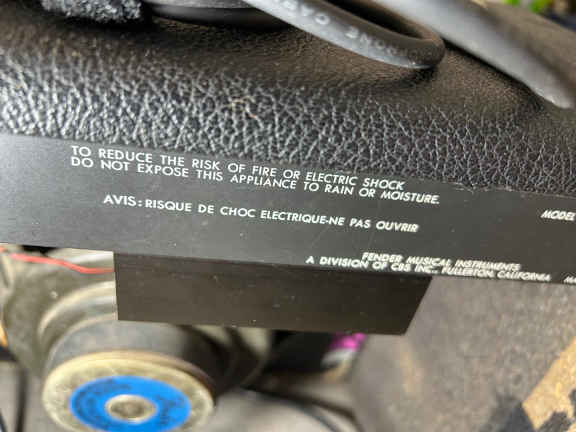 TO REDUCE THE RISK OF FIRE OR ELECTRIC SHOCK
DO NOT EXPOSE THIS APPLIANCE TO RAIN OR MOISTURE.
AVIS: RISQUE DE CHOC ELECTRIQUE-NE PAS OUVRIR
MODEL
FENDER MUSICAL INSTRUMENTS
A DIVISION OF CBS INC., FULLERTON, CALIFORNIA